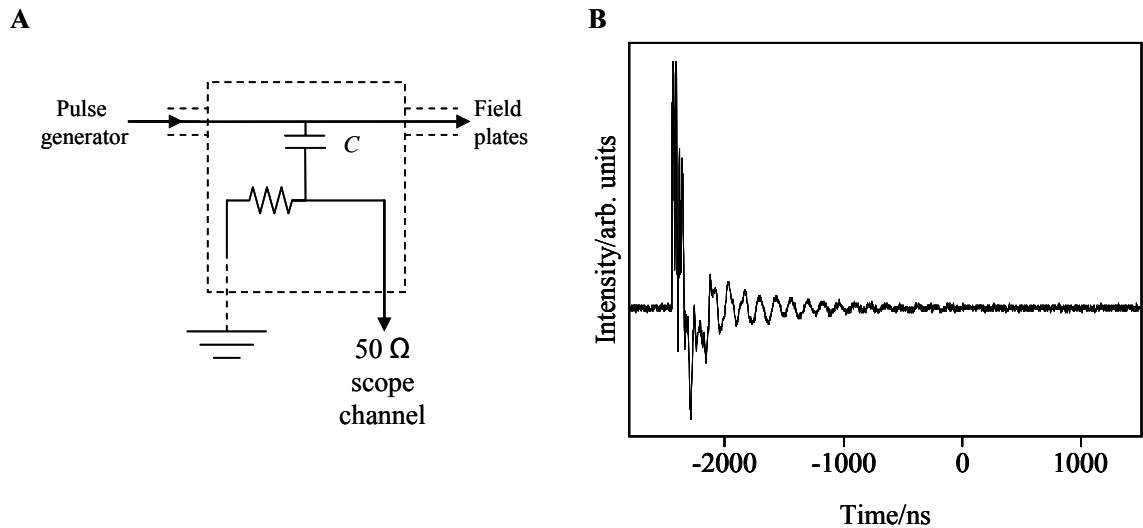 A
Pulse
generator
C
Field
plates
50 Ω
scope
channel
B
Intensity/arb. units
-2000
-1000
0
1000
Time/ns